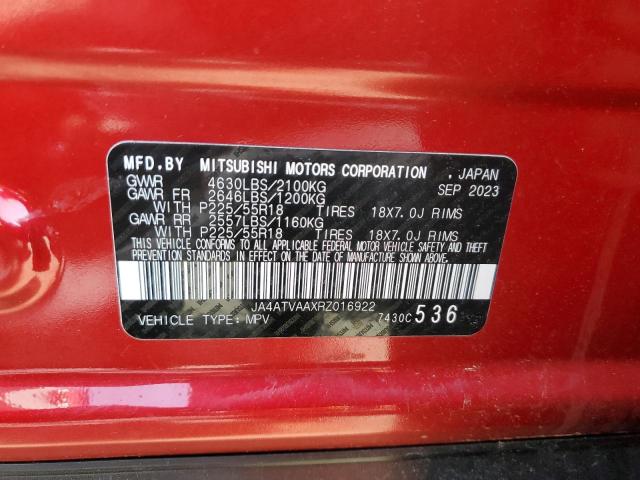 MFD.BY MITSUBISHI MOTORS CORPORATION , JAPAN
GVWR 4630LBS/2100KG SEP 2023
GAWR FR 2646LBS/1200KG
WITH P225/55R18 TIRES 18X7.0J RIMS
GAWR RR 2557LBS/1160KG
WITH P225/55R18 TIRES 18X7.0J RIMS
THIS VEHICLE CONFORMS TO ALL APPLICABLE FEDERAL MOTOR VEHICLE SAFETY AND THEFT
PREVENTION STANDARDS IN EFFECT ON THE DATE OF MANUFACTURE SHOWN ABOVE.
JA4ATVAAXRZ016922
VEHICLE TYPE: MPV 7430C 536